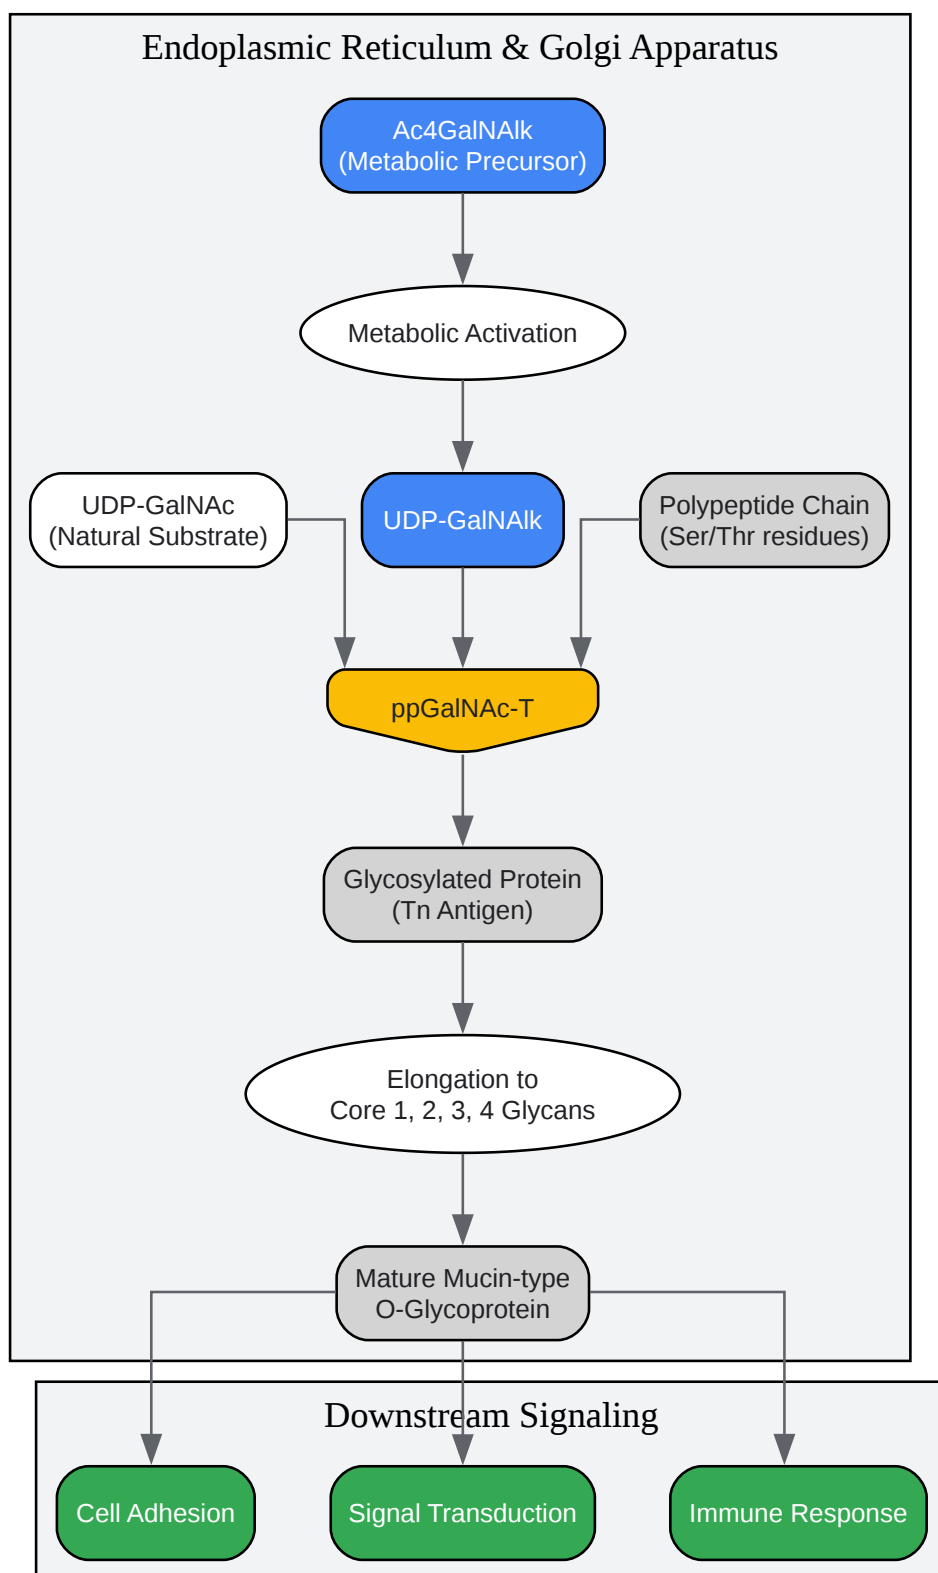 Endoplasmic Reticulum & Golgi Apparatus
Ac4GalNAlk
(Metabolic Precursor)
Metabolic Activation
UDP-GalNAc
(Natural Substrate)
UDP-GalNAlk
Polypeptide Chain
(Ser/Thr residues)
ppGalNAc-T
Glycosylated Protein
(Tn Antigen)
Elongation to
Core 1, 2, 3, 4 Glycans
Mature Mucin-type
O-Glycoprotein
Downstream Signaling
Cell Adhesion
Signal Transduction
Immune Response